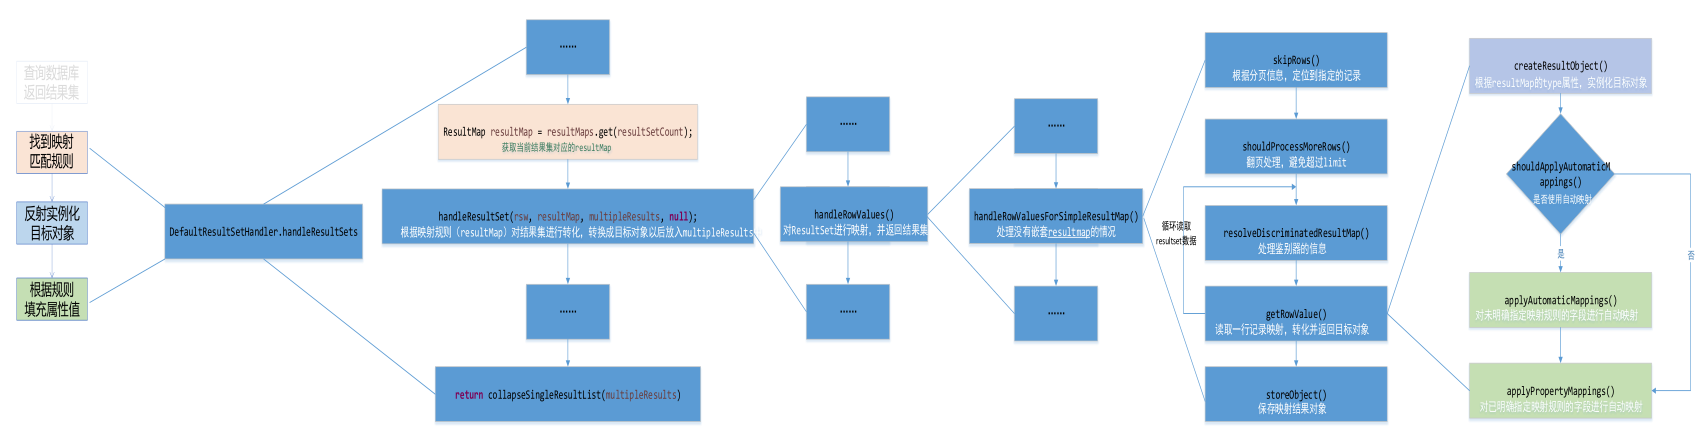 查询数据库
返回结果集
找到映射
匹配规则
反射实例化
目标对象
根据规则
填充属性值
DefaultResultSetHandler.handleResultSets
......
ResultMap resultMap = resultMaps.get(resultSetCount);
获取当前结果集对应的resultMap
handleResultSet(rsw, resultMap, multipleResults, null);
根据映射规则（resultMap）对结果集进行转化，转换成目标对象以后放入multipleResults
......
return collapseSingleResultList(multipleResults)
......
handleRowValues()
对ResultSet进行映射，并返回结果集
......
......
handleRowValuesForSimpleResultMap()
处理没有嵌套resultmap的情况
......
skipRows()
根据分页信息，定位到指定的记录
shouldProcessMoreRows()
翻页处理，避免超过limit
循环读取
resultset数据
resolveDiscriminatedResultMap()
处理鉴别器的信息
getRowValue()
读取一行记录映射，转化并返回目标对象
storeObject()
保存映射结果对象
createResultObject()
根据resultMap的type属性，实例化目标对象
shouldApplyAutomaticM
appings()
是否使用自动映射
是
否
applyAutomaticMappings()
对未明确指定映射规则的字段进行自动映射
applyPropertyMappings()
对已明确指定映射规则的字段进行自动映射